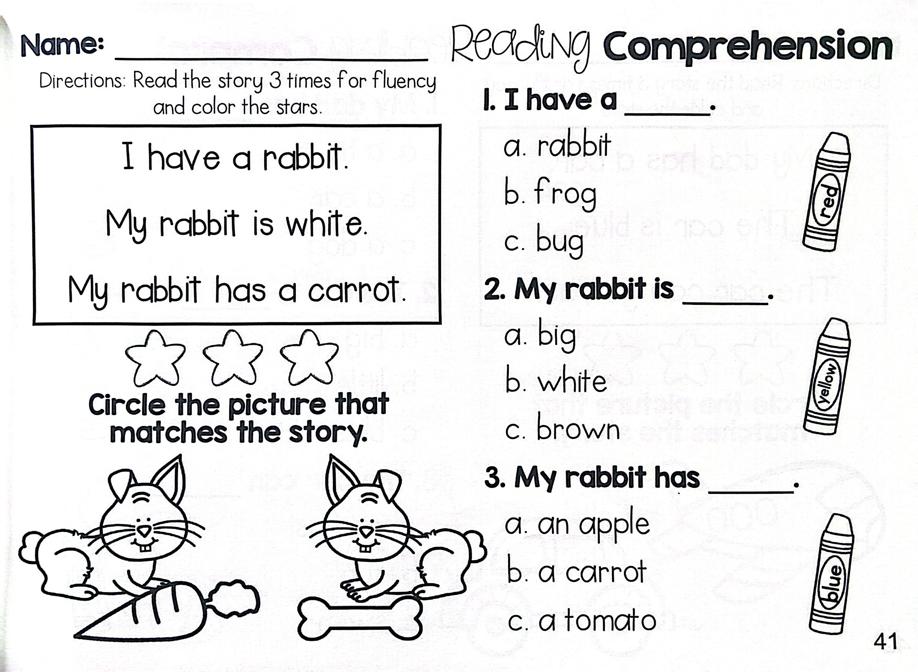 Name: ____________________
Reading Comprehension
Directions: Read the story 3 times for fluency
and color the stars.
I have a rabbit.
My rabbit is white.
My rabbit has a carrot.
Circle the picture that
matches the story.
1. I have a ______.
a. rabbit
b. frog
c. bug
red
2. My rabbit is ______.
a. big
b. white
c. brown
yellow
3. My rabbit has ______.
a. an apple
b. a carrot
c. a tomato
blue
41